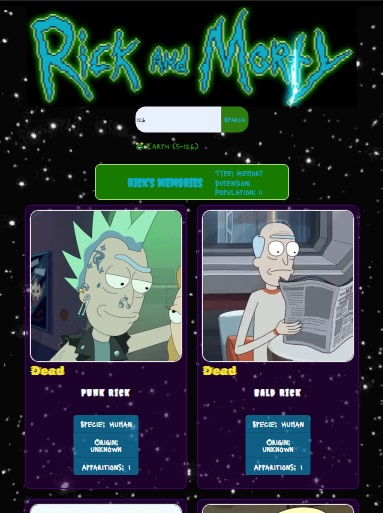 Rick and Morty
126
SEARCH
EARTH (5-126)
RICK'S MEMORIES
TYPE: MEMORY
DIMENSION:
POPULATION: 11
Dead
Dead
PUNK RICK
BALD RICK
SPECIE: HUMAN
SPECIE: HUMAN
ORIGIN:
UNKNOWN
ORIGIN:
UNKNOWN
APPARITIONS: 1
APPARITIONS: 1